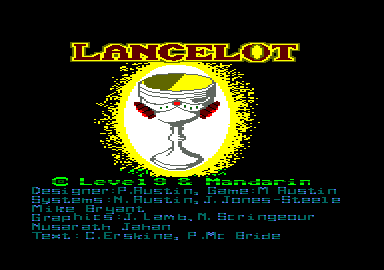 LANCELOT
© Level 9 & Mandarin
Designer:P.Austin, Game:M Austin
Systems:N.Austin, J.Jones-Steele
Mike Bryant
Graphics:J.Lamb, N.Scrimgeour
Nusarath Jahan
Text: C.Erskine, P.Mc Bride